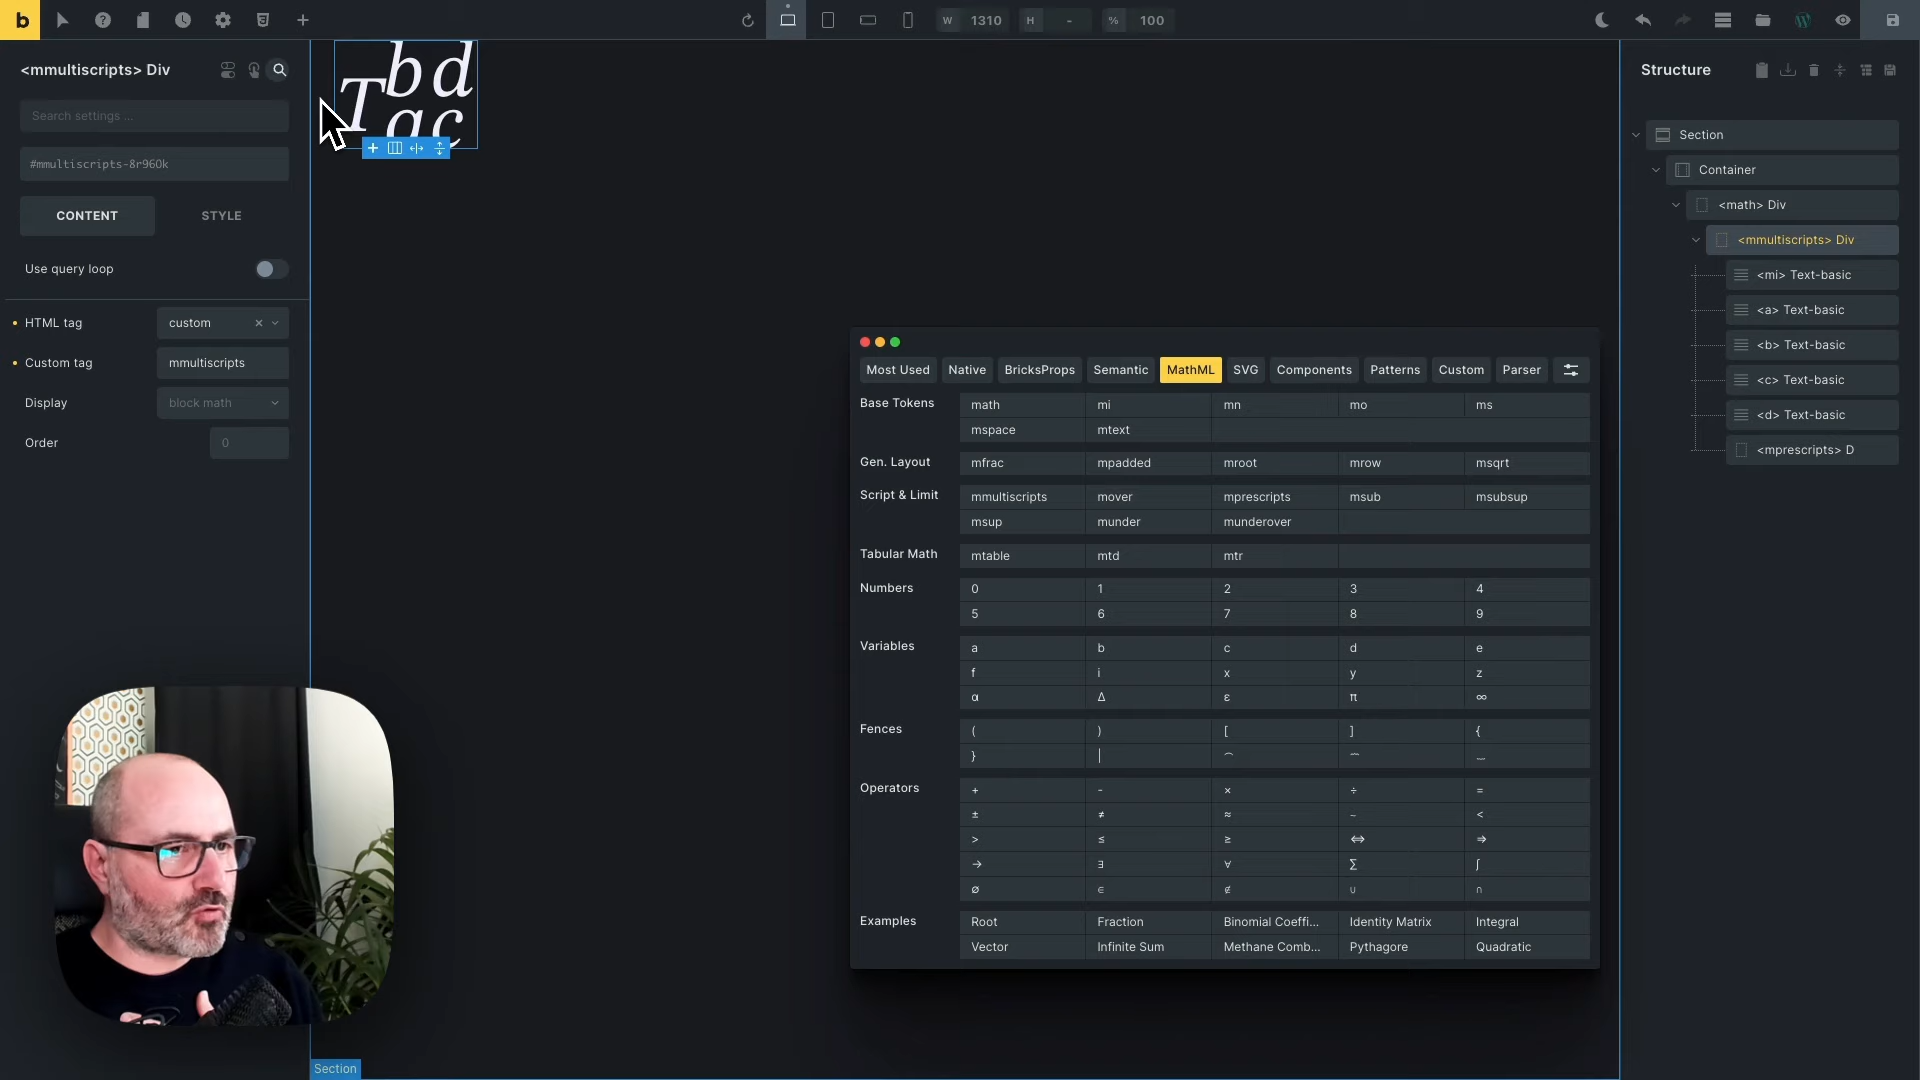 b
W 1310 H - % 100
<mmultiscripts> Div
Search settings ...
#mmultiscripts-8r960k
CONTENT STYLE
Use query loop
HTML tag custom
Custom tag mmultiscripts
Display block math
Order 0
b d
T
a c
Section
Most Used Native BricksProps Semantic MathML SVG Components Patterns Custom Parser
Base Tokens math mi mn mo ms
mspace mtext
Gen. Layout mfrac mpadded mroot mrow msqrt
Script & Limit mmultiscripts mover mprescripts msub msubsup
msup munder munderover
Tabular Math mtable mtd mtr
Numbers 0 1 2 3 4
5 6 7 8 9
Variables a b c d e
f i x y z
α Δ ε π ∞
Fences ( ) [ ] {
} | ⏜ ⏞ ⏟
Operators + - × ÷ =
± ≠ ≈ ~ <
> ≤ ≥ ⇔ ⇒
→ ∃ ∀ ∑ ∫
∅ ∈ ∉ ∪ ∩
Examples Root Fraction Binomial Coeffi... Identity Matrix Integral
Vector Infinite Sum Methane Comb... Pythagore Quadratic
Structure
Section
Container
<math> Div
<mmultiscripts> Div
<mi> Text-basic
<a> Text-basic
<b> Text-basic
<c> Text-basic
<d> Text-basic
<mprescripts> D